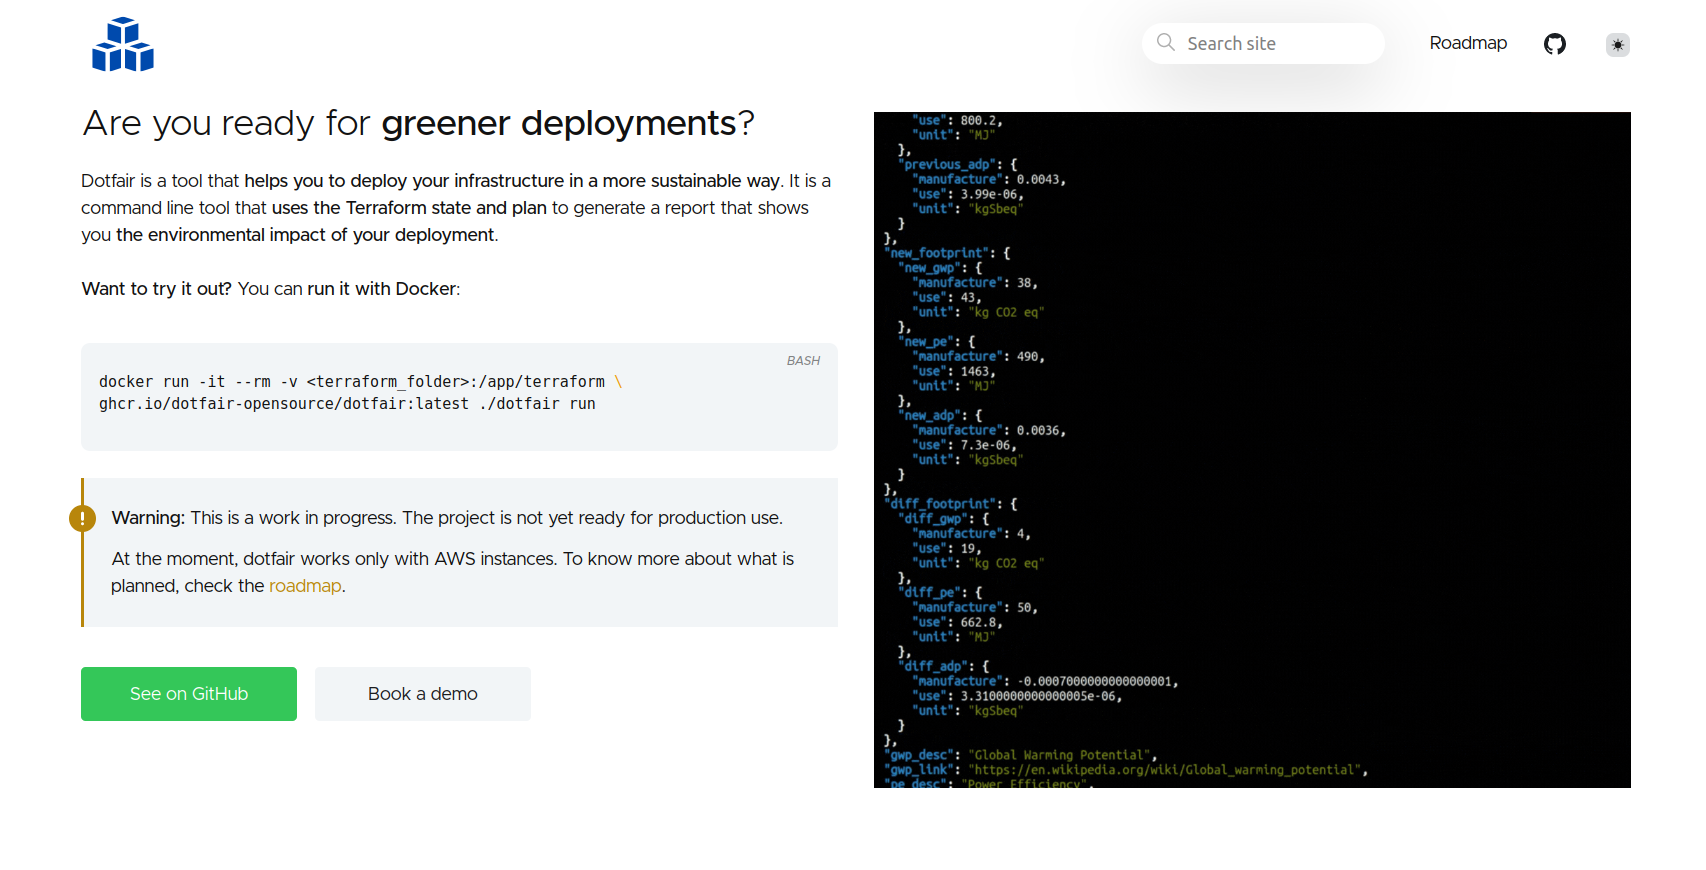 Search site
Roadmap
Are you ready for greener deployments?
Dotfair is a tool that helps you to deploy your infrastructure in a more sustainable way. It is a
command line tool that uses the Terraform state and plan to generate a report that shows
you the environmental impact of your deployment.
Want to try it out? You can run it with Docker:
BASH
docker run -it --rm -v <terraform_folder>:/app/terraform \
ghcr.io/dotfair-opensource/dotfair:latest ./dotfair run
Warning: This is a work in progress. The project is not yet ready for production use.
At the moment, dotfair works only with AWS instances. To know more about what is
planned, check the roadmap.
See on GitHub
Book a demo
"use": 800.2,
"unit": "MJ"
},
"previous_adp": {
"manufacture": 0.0043,
"use": 3.99e-06,
"unit": "kgSbeq"
}
},
"new_footprint": {
"new_gwp": {
"manufacture": 38,
"use": 43,
"unit": "kg CO2 eq"
},
"new_pe": {
"manufacture": 490,
"use": 1463,
"unit": "MJ"
},
"new_adp": {
"manufacture": 0.0036,
"use": 7.3e-06,
"unit": "kgSbeq"
}
},
"diff_footprint": {
"diff_gwp": {
"manufacture": 4,
"use": 19,
"unit": "kg CO2 eq"
},
"diff_pe": {
"manufacture": 50,
"use": 662.8,
"unit": "MJ"
},
"diff_adp": {
"manufacture": -0.0007000000000000001,
"use": 3.3100000000000005e-06,
"unit": "kgSbeq"
}
},
"gwp_desc": "Global Warming Potential",
"gwp_link": "https://en.wikipedia.org/wiki/Global_warming_potential",
"pe_desc": "Power Efficiency",